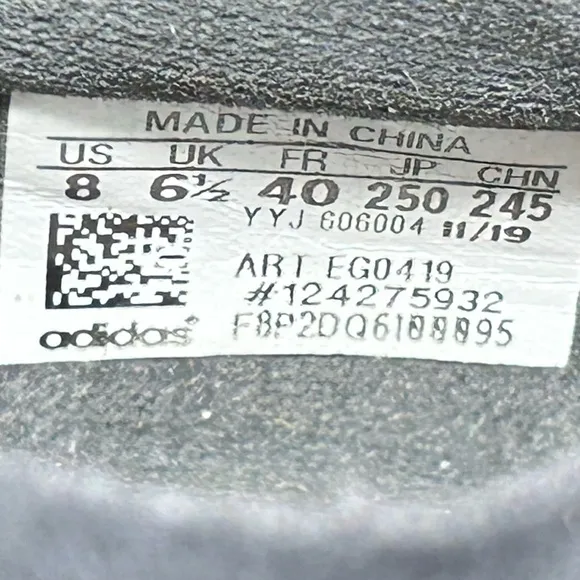 MADE IN CHINA
US UK FR JP CHN
8 6½ 40 250 245
YYJ 606004 11/19
ART EG0419
#124275932
adidas